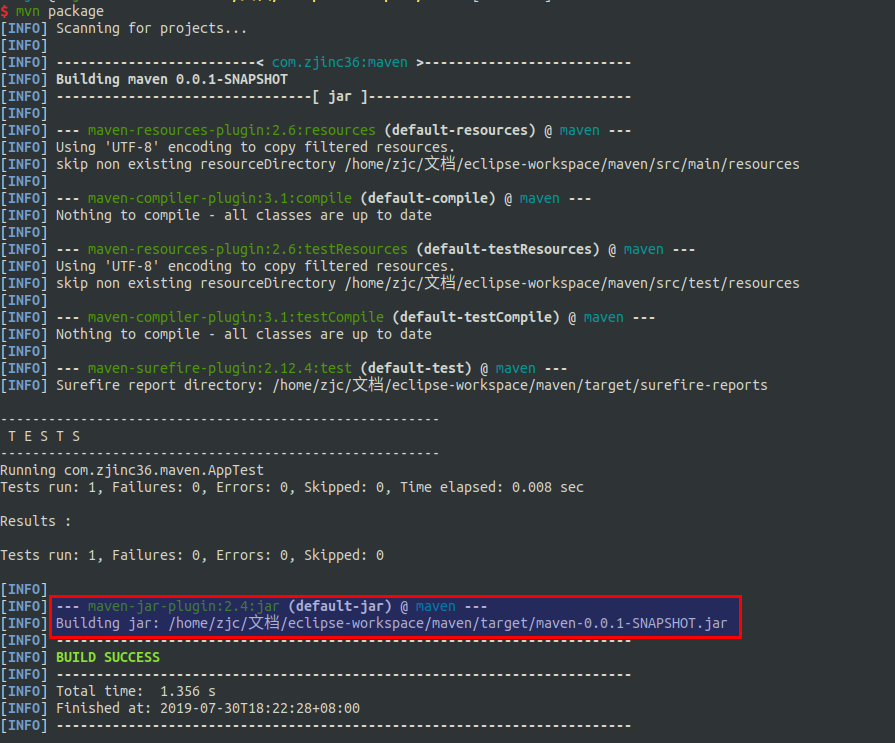 $ mvn package
[INFO] Scanning for projects...
[INFO]
[INFO] -------------------------< com.zjinc36:maven >--------------------------
[INFO] Building maven 0.0.1-SNAPSHOT
[INFO] --------------------------------[ jar ]---------------------------------
[INFO]
[INFO] --- maven-resources-plugin:2.6:resources (default-resources) @ maven ---
[INFO] Using 'UTF-8' encoding to copy filtered resources.
[INFO] skip non existing resourceDirectory /home/zjc/文档/eclipse-workspace/maven/src/main/resources
[INFO]
[INFO] --- maven-compiler-plugin:3.1:compile (default-compile) @ maven ---
[INFO] Nothing to compile - all classes are up to date
[INFO]
[INFO] --- maven-resources-plugin:2.6:testResources (default-testResources) @ maven ---
[INFO] Using 'UTF-8' encoding to copy filtered resources.
[INFO] skip non existing resourceDirectory /home/zjc/文档/eclipse-workspace/maven/src/test/resources
[INFO]
[INFO] --- maven-compiler-plugin:3.1:testCompile (default-testCompile) @ maven ---
[INFO] Nothing to compile - all classes are up to date
[INFO]
[INFO] --- maven-surefire-plugin:2.12.4:test (default-test) @ maven ---
[INFO] Surefire report directory: /home/zjc/文档/eclipse-workspace/maven/target/surefire-reports
-------------------------------------------------------
T E S T S
-------------------------------------------------------
Running com.zjinc36.maven.AppTest
Tests run: 1, Failures: 0, Errors: 0, Skipped: 0, Time elapsed: 0.008 sec
Results :
Tests run: 1, Failures: 0, Errors: 0, Skipped: 0
[INFO]
[INFO] --- maven-jar-plugin:2.4:jar (default-jar) @ maven ---
[INFO] Building jar: /home/zjc/文档/eclipse-workspace/maven/target/maven-0.0.1-SNAPSHOT.jar
[INFO] ------------------------------------------------------------------------
[INFO] BUILD SUCCESS
[INFO] ------------------------------------------------------------------------
[INFO] Total time:  1.356 s
[INFO] Finished at: 2019-07-30T18:22:28+08:00
[INFO] ------------------------------------------------------------------------